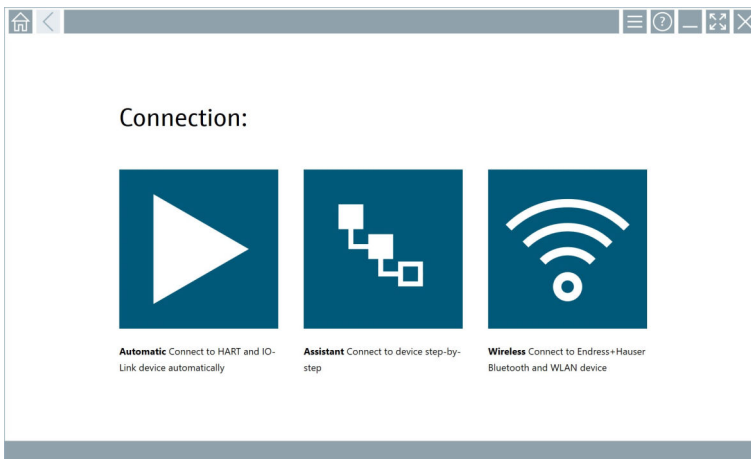 Connection:
Automatic Connect to HART and IO-
Link device automatically
Assistant Connect to device step-by-
step
Wireless Connect to Endress+Hauser
Bluetooth and WLAN device